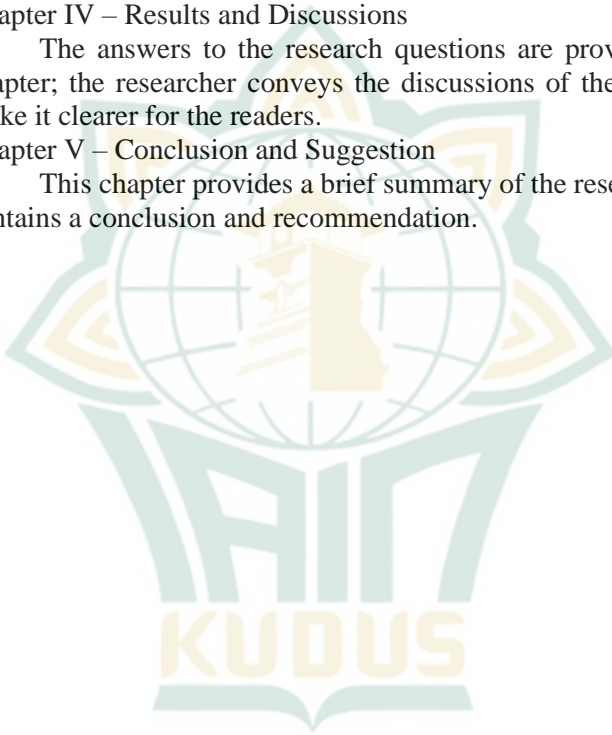 apter IV – Results and Discussions
The answers to the research questions are prov
apter; the researcher conveys the discussions of the
ke it clearer for the readers.
apter V – Conclusion and Suggestion
This chapter provides a brief summary of the rese
ntains a conclusion and recommendation.
IAIN
KUDUS